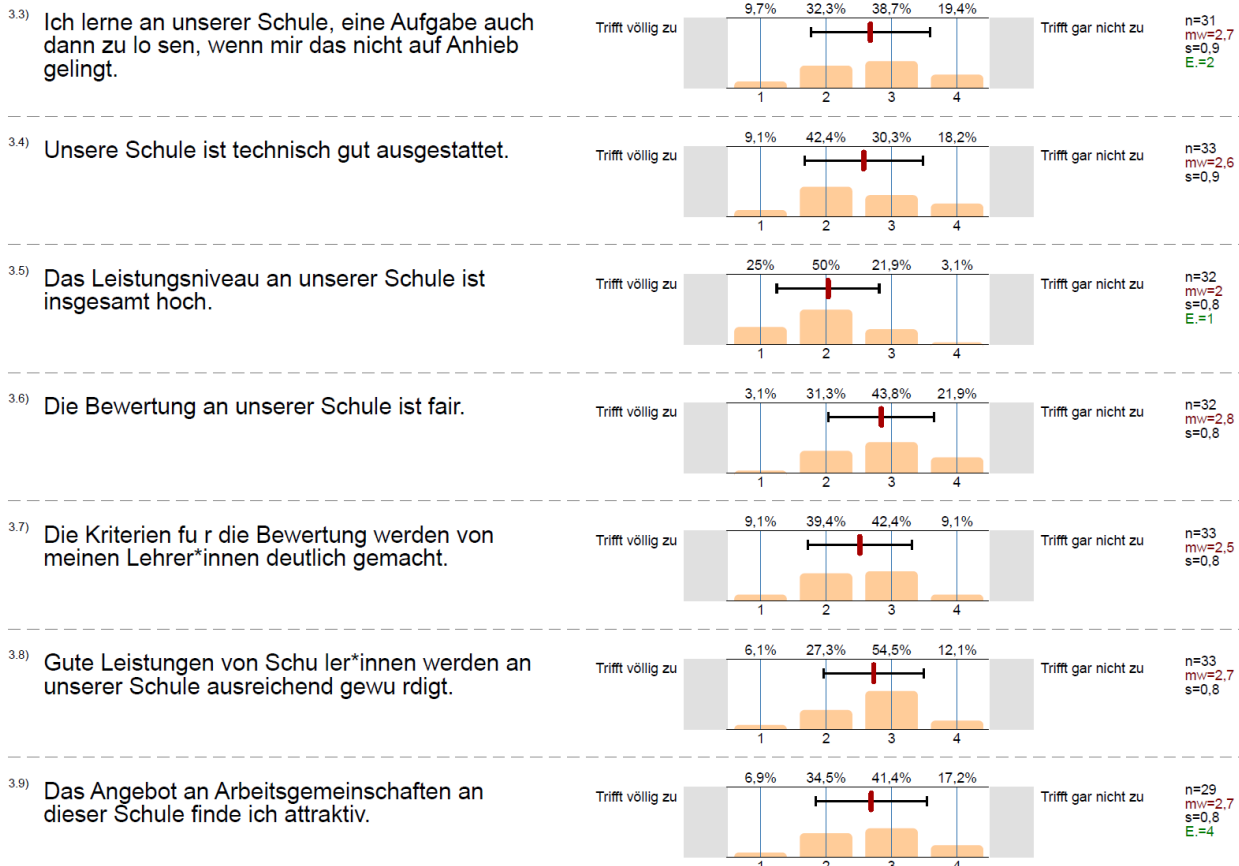 3.3) Ich lerne an unserer Schule, eine Aufgabe auch
dann zu lo sen, wenn mir das nicht auf Anhieb
gelingt.
Trifft völlig zu
9,7% 32,3% 38,7% 19,4%
1 2 3 4
Trifft gar nicht zu
n=31
mw=2,7
s=0,9
E.=2
3.4) Unsere Schule ist technisch gut ausgestattet.
Trifft völlig zu
9,1% 42,4% 30,3% 18,2%
1 2 3 4
Trifft gar nicht zu
n=33
mw=2,6
s=0,9
3.5) Das Leistungsniveau an unserer Schule ist
insgesamt hoch.
Trifft völlig zu
25% 50% 21,9% 3,1%
1 2 3 4
Trifft gar nicht zu
n=32
mw=2
s=0,8
E.=1
3.6) Die Bewertung an unserer Schule ist fair.
Trifft völlig zu
3,1% 31,3% 43,8% 21,9%
1 2 3 4
Trifft gar nicht zu
n=32
mw=2,8
s=0,8
3.7) Die Kriterien fu r die Bewertung werden von
meinen Lehrer*innen deutlich gemacht.
Trifft völlig zu
9,1% 39,4% 42,4% 9,1%
1 2 3 4
Trifft gar nicht zu
n=33
mw=2,5
s=0,8
3.8) Gute Leistungen von Schu ler*innen werden an
unserer Schule ausreichend gewu rdigt.
Trifft völlig zu
6,1% 27,3% 54,5% 12,1%
1 2 3 4
Trifft gar nicht zu
n=33
mw=2,7
s=0,8
3.9) Das Angebot an Arbeitsgemeinschaften an
dieser Schule finde ich attraktiv.
Trifft völlig zu
6,9% 34,5% 41,4% 17,2%
1 2 3 4
Trifft gar nicht zu
n=29
mw=2,7
s=0,8
E.=4